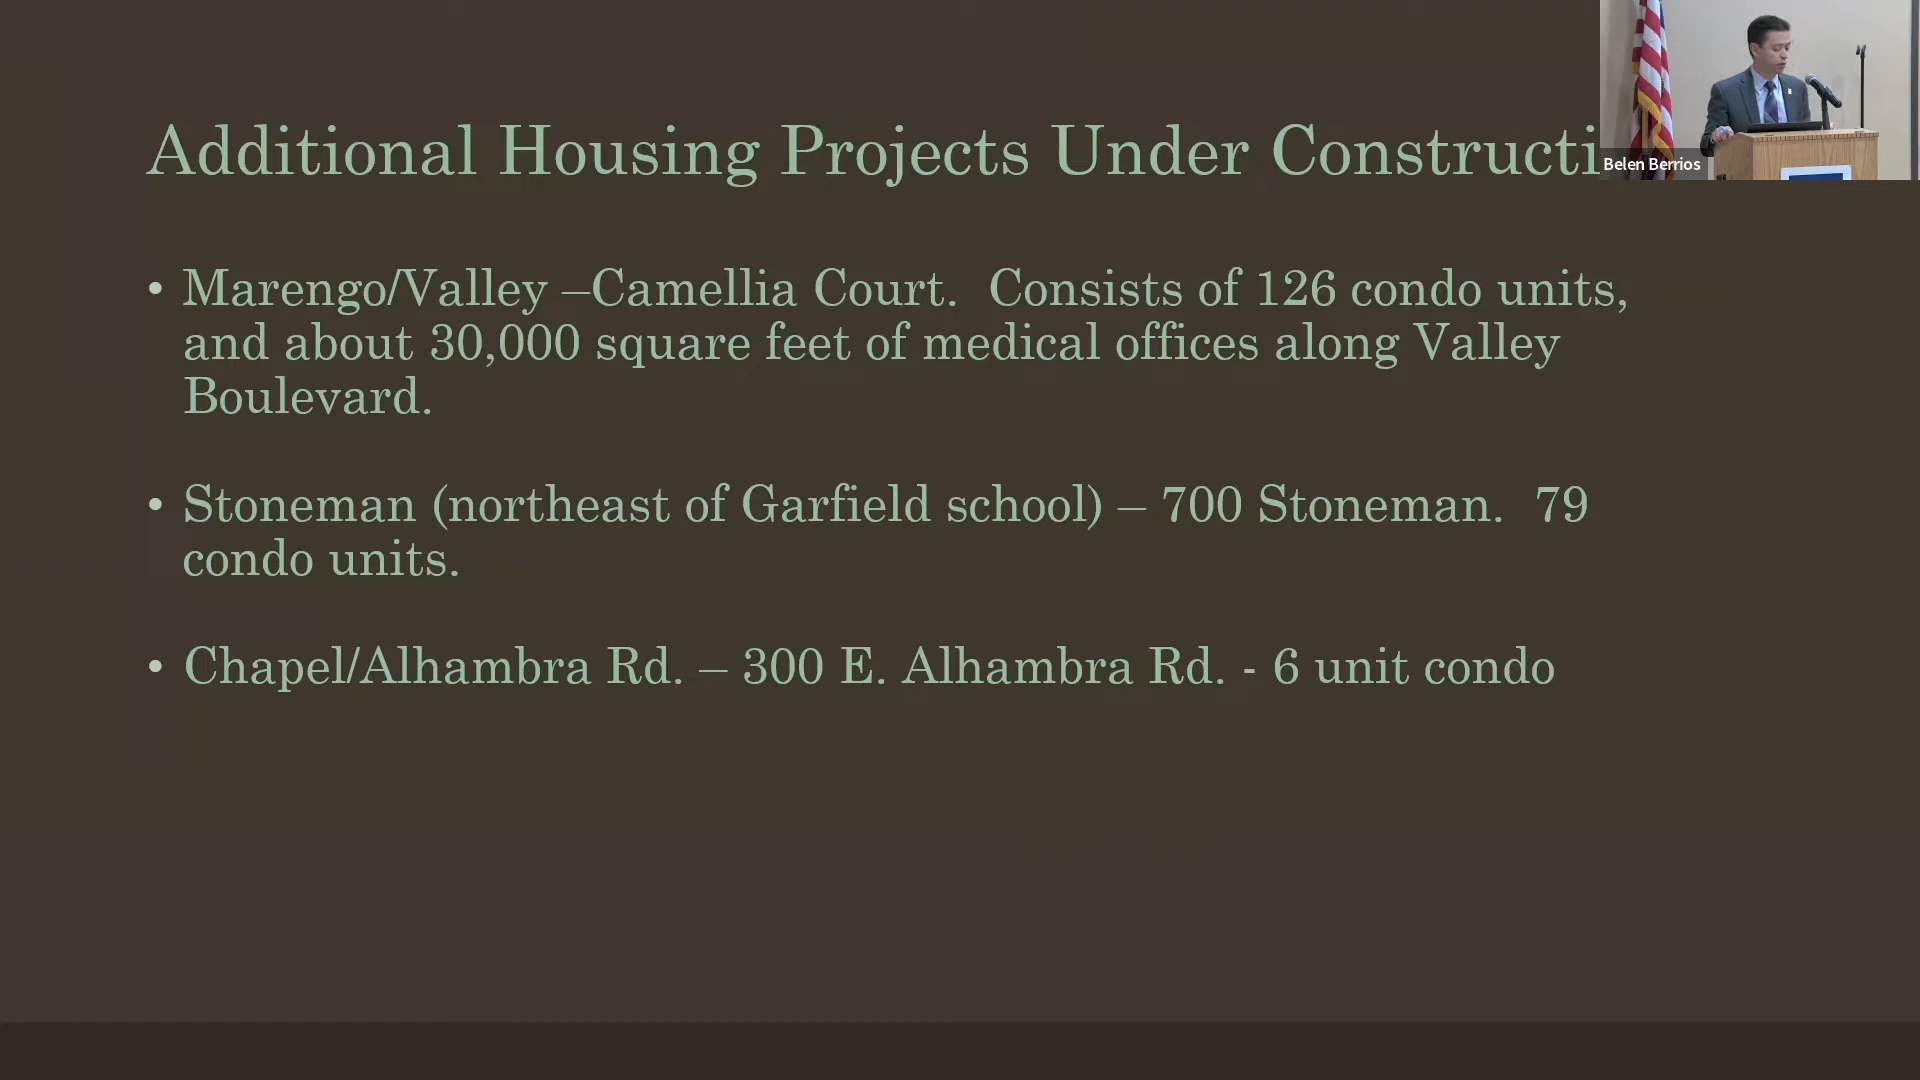 Additional Housing Projects Under Constructi
Belen Berrios
• Marengo/Valley –Camellia Court.  Consists of 126 condo units,
and about 30,000 square feet of medical offices along Valley
Boulevard.
• Stoneman (northeast of Garfield school) – 700 Stoneman.  79
condo units.
• Chapel/Alhambra Rd. – 300 E. Alhambra Rd. - 6 unit condo